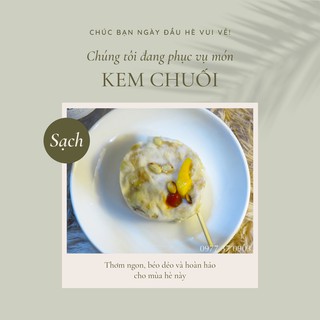 CHÚC BẠN NGÀY ĐẦU HÈ VUI VẺ!
Chúng tôi đang phục vụ món
KEM CHUỐI
Sạch
Thơm ngon, béo dẻo và hoàn hảo
cho mùa hè này